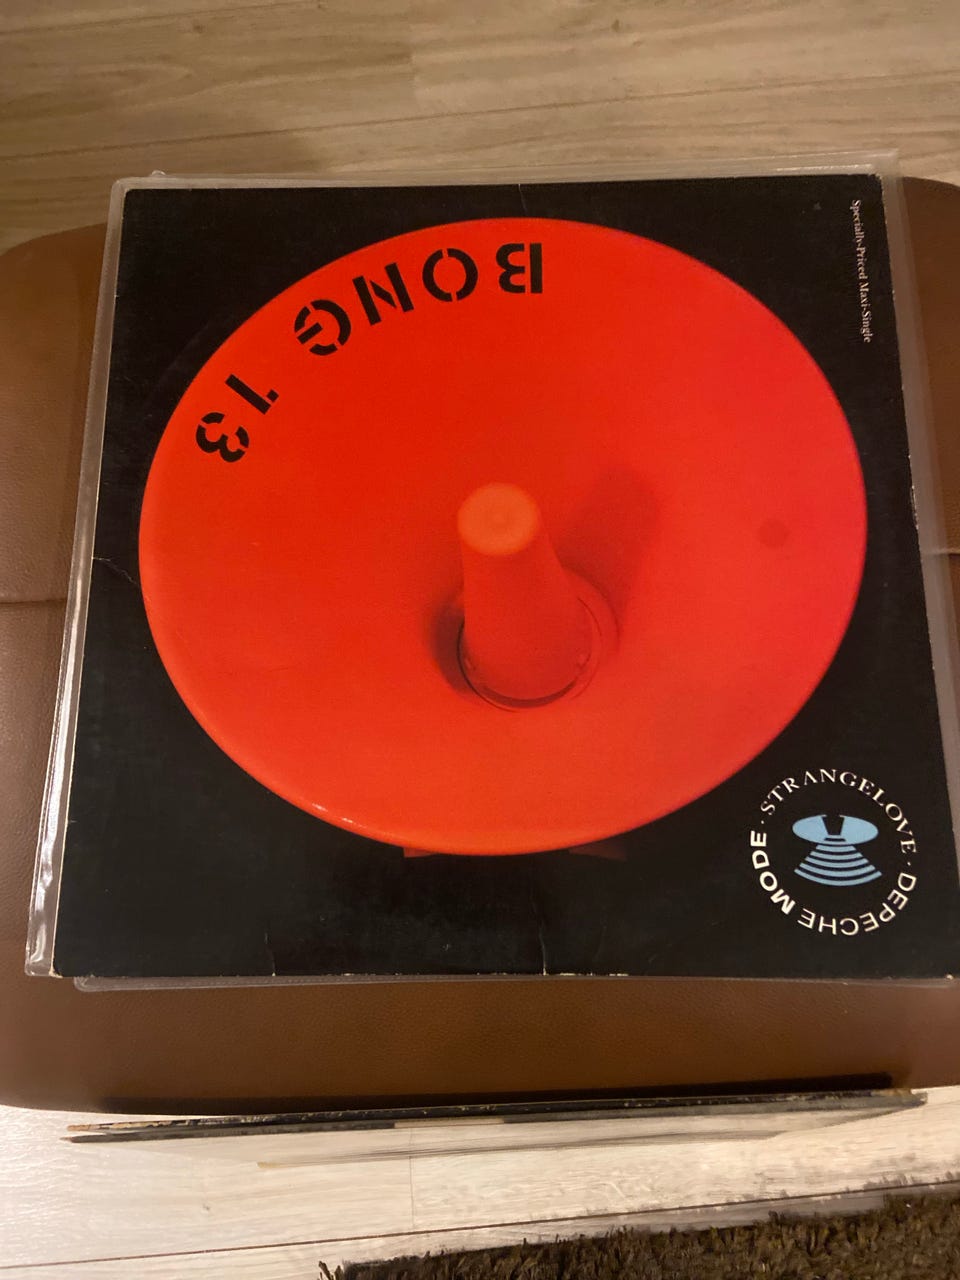 BONG 13
Specially-Priced Maxi-Single
STRANGELOVE · DEPECHE MODE ·